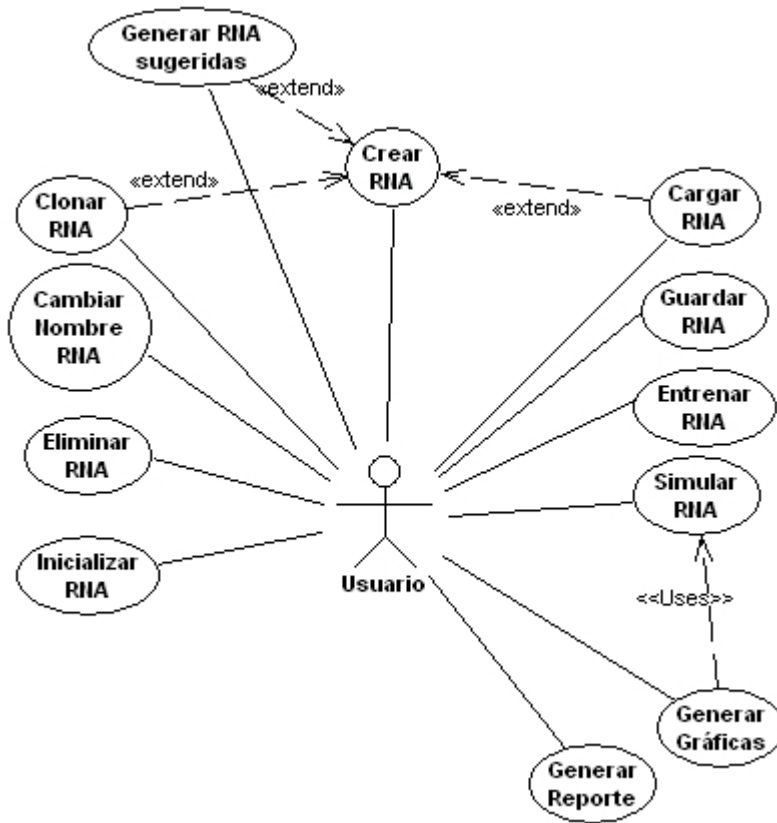 Generar RNA
sugeridas
«extend»
Crear
RNA
«extend»
«extend»
Clonar
RNA
Cargar
RNA
Cambiar
Nombre
RNA
Guardar
RNA
Entrenar
RNA
Eliminar
RNA
Simular
RNA
Inicializar
RNA
Usuario
<<Uses>>
Generar
Gráficas
Generar
Reporte